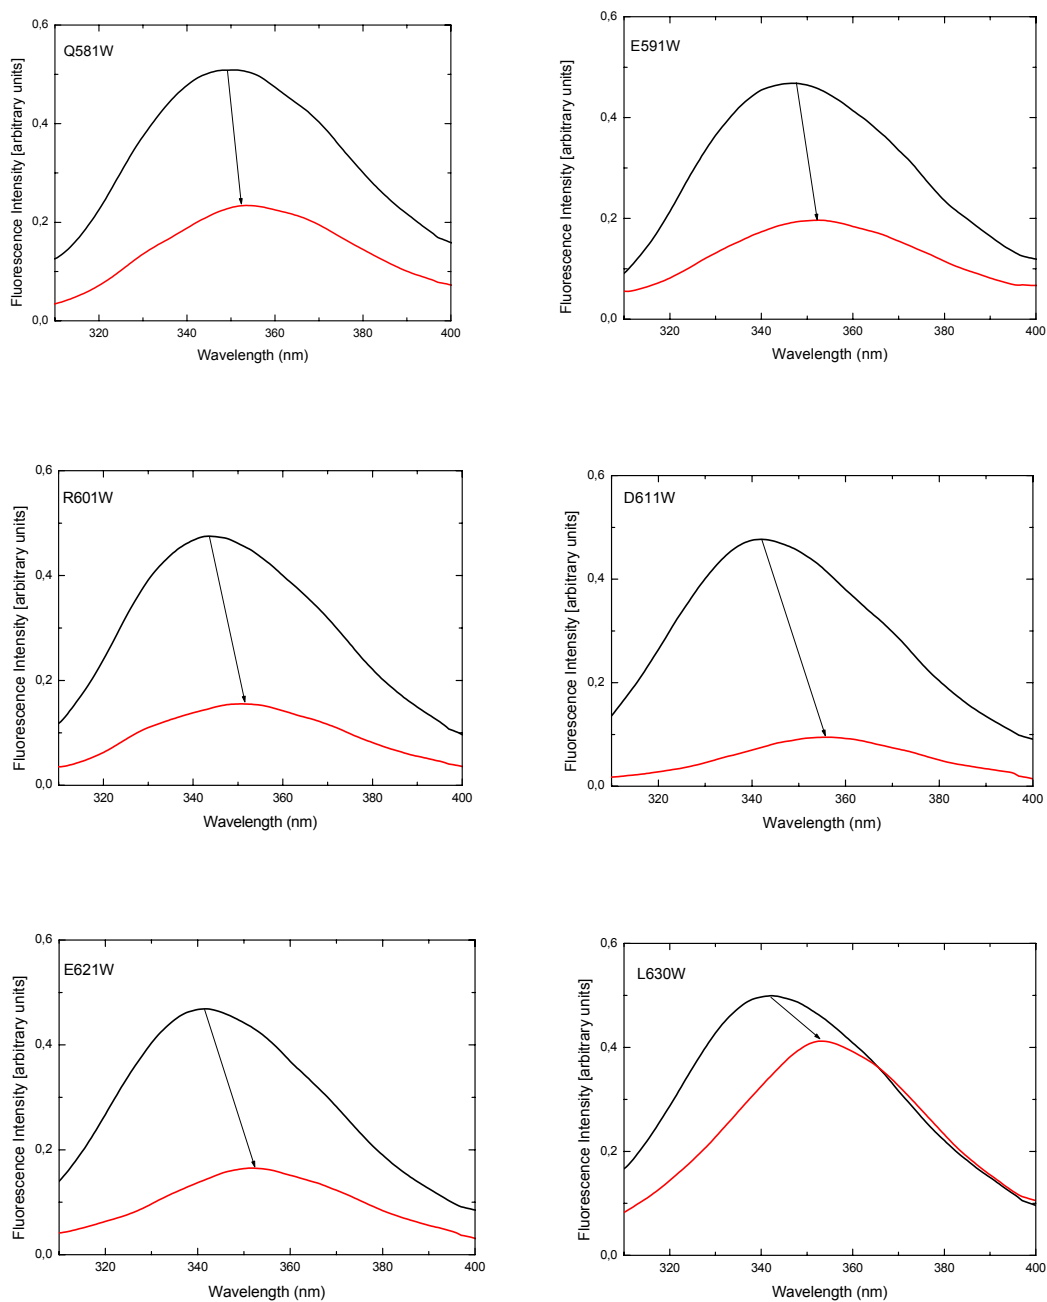 0,6
Q581W
0,4
0,2
0,0
Fluorescence Intensity [arbitrary units]
320 340 360 380 400
Wavelength (nm)
0,6
E591W
0,4
0,2
0,0
Fluorescence Intensity [arbitrary units]
320 340 360 380 400
Wavelength (nm)
0,6
R601W
0,4
0,2
0,0
Fluorescence Intensity [arbitrary units]
320 340 360 380 400
Wavelength (nm)
0,6
D611W
0,4
0,2
0,0
Fluorescence Intensity [arbitrary units]
320 340 360 380 400
Wavelength (nm)
0,6
E621W
0,4
0,2
0,0
Fluorescence Intensity [arbitrary units]
320 340 360 380 400
Wavelength (nm)
0,6
L630W
0,4
0,2
0,0
Fluorescence Intensity [arbitrary units]
320 340 360 380 400
Wavelength (nm)